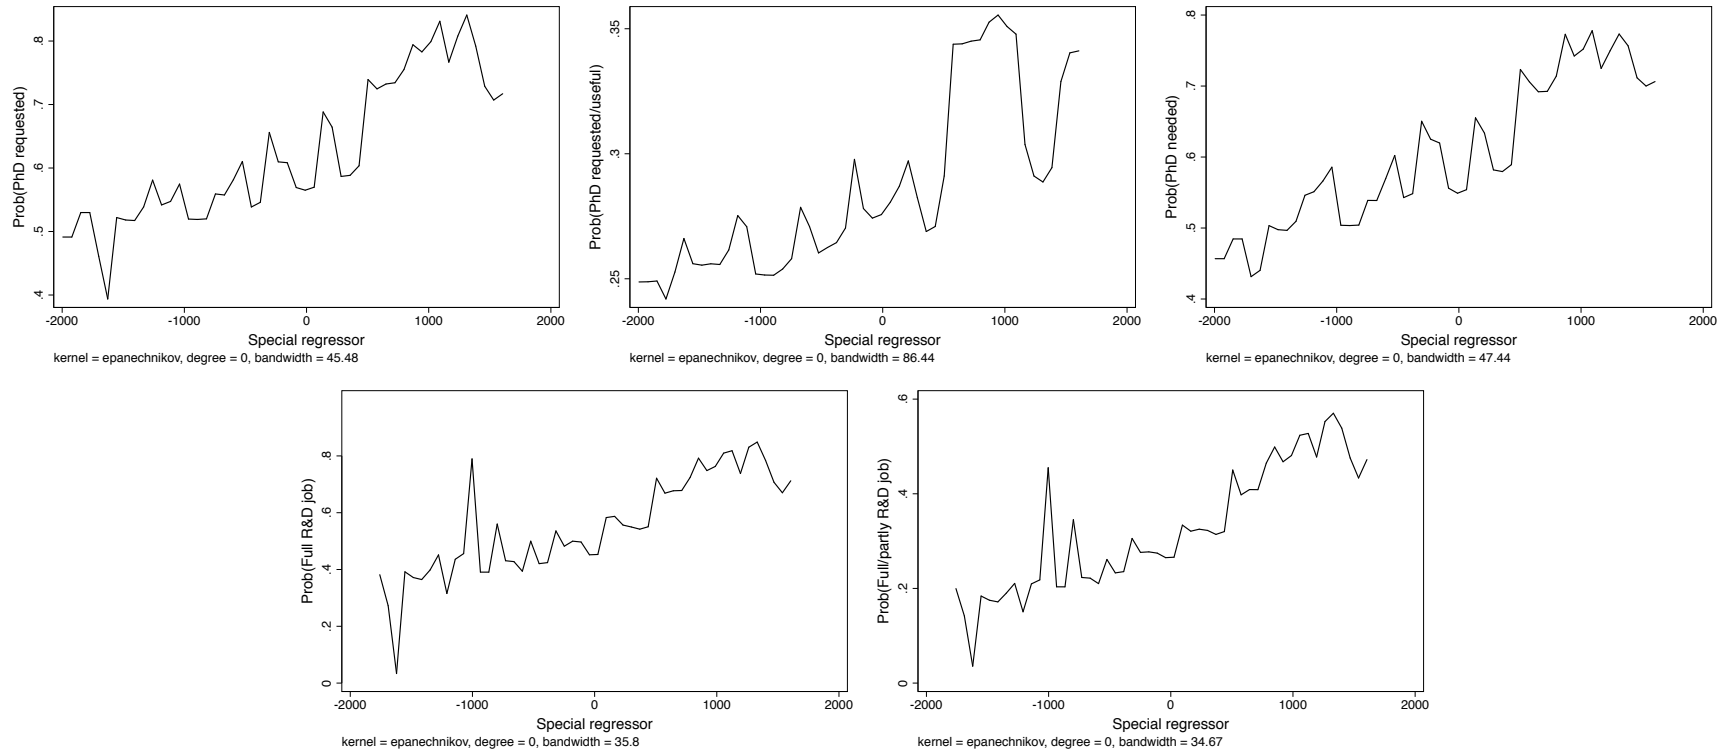 Prob(PhD requested)
.8
.7
.6
.5
.4
-2000 -1000 0 1000 2000
Special regressor
kernel = epanechnikov, degree = 0, bandwidth = 45.48
Prob(PhD requested/useful)
.35
.3
.25
-2000 -1000 0 1000 2000
Special regressor
kernel = epanechnikov, degree = 0, bandwidth = 86.44
Prob(PhD needed)
.8
.7
.6
.5
.4
-2000 -1000 0 1000 2000
Special regressor
kernel = epanechnikov, degree = 0, bandwidth = 47.44
Prob(Full R&D job)
.8
.6
.4
.2
0
-2000 -1000 0 1000 2000
Special regressor
kernel = epanechnikov, degree = 0, bandwidth = 35.8
Prob(Full/partly R&D job)
.6
.4
.2
0
-2000 -1000 0 1000 2000
Special regressor
kernel = epanechnikov, degree = 0, bandwidth = 34.67